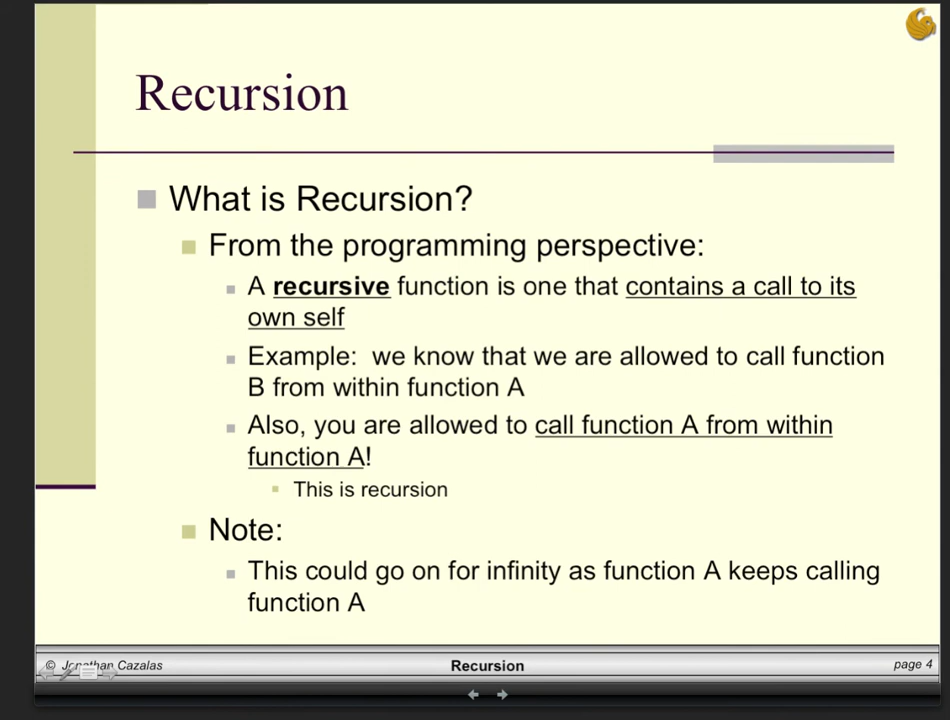 Recursion
What is Recursion?
From the programming perspective:
A recursive function is one that contains a call to its
own self
Example:  we know that we are allowed to call function
B from within function A
Also, you are allowed to call function A from within
function A!
This is recursion
Note:
This could go on for infinity as function A keeps calling
function A
© Jonathan Cazalas
Recursion
page 4